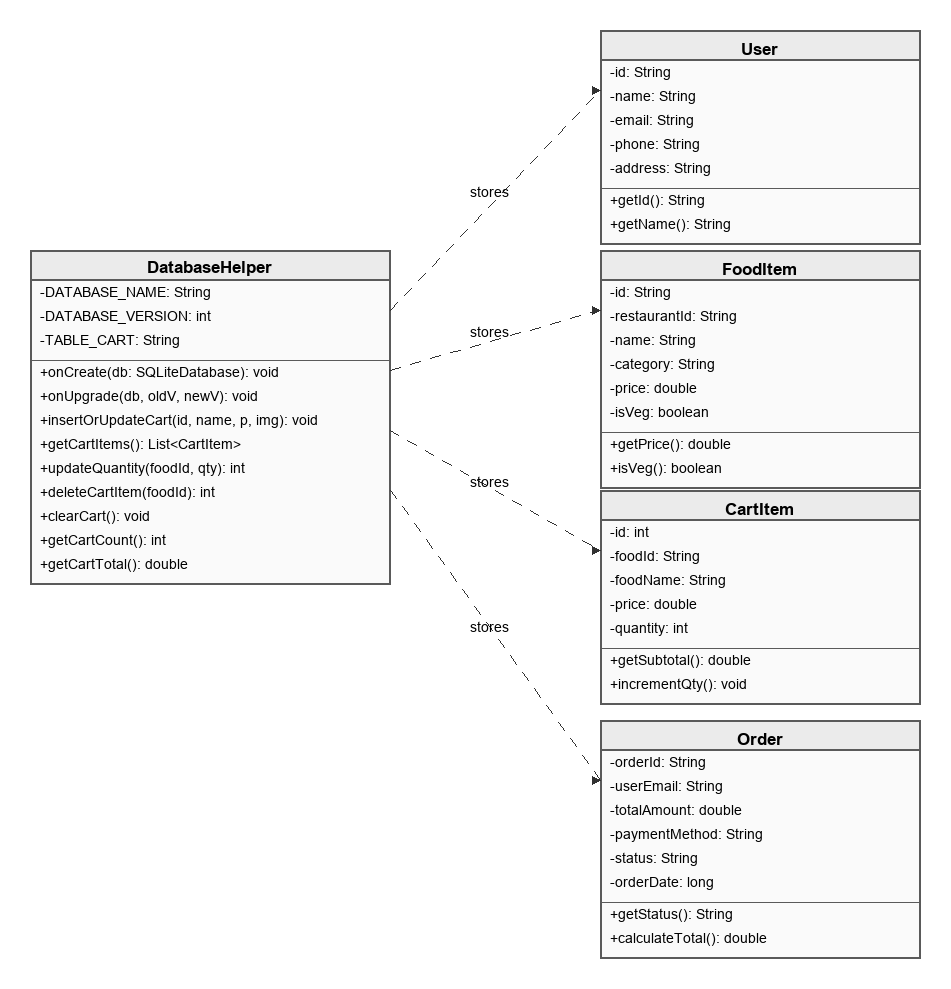 User
-id: String
-name: String
-email: String
-phone: String
-address: String
+getId(): String
+getName(): String
stores
DatabaseHelper
-DATABASE_NAME: String
-DATABASE_VERSION: int
-TABLE_CART: String
+onCreate(db: SQLiteDatabase): void
+onUpgrade(db, oldV, newV): void
+insertOrUpdateCart(id, name, p, img): void
+getCartItems(): List<CartItem>
+updateQuantity(foodId, qty): int
+deleteCartItem(foodId): int
+clearCart(): void
+getCartCount(): int
+getCartTotal(): double
stores
FoodItem
-id: String
-restaurantId: String
-name: String
-category: String
-price: double
-isVeg: boolean
+getPrice(): double
+isVeg(): boolean
stores
CartItem
-id: int
-foodId: String
-foodName: String
-price: double
-quantity: int
+getSubtotal(): double
+incrementQty(): void
stores
Order
-orderId: String
-userEmail: String
-totalAmount: double
-paymentMethod: String
-status: String
-orderDate: long
+getStatus(): String
+calculateTotal(): double